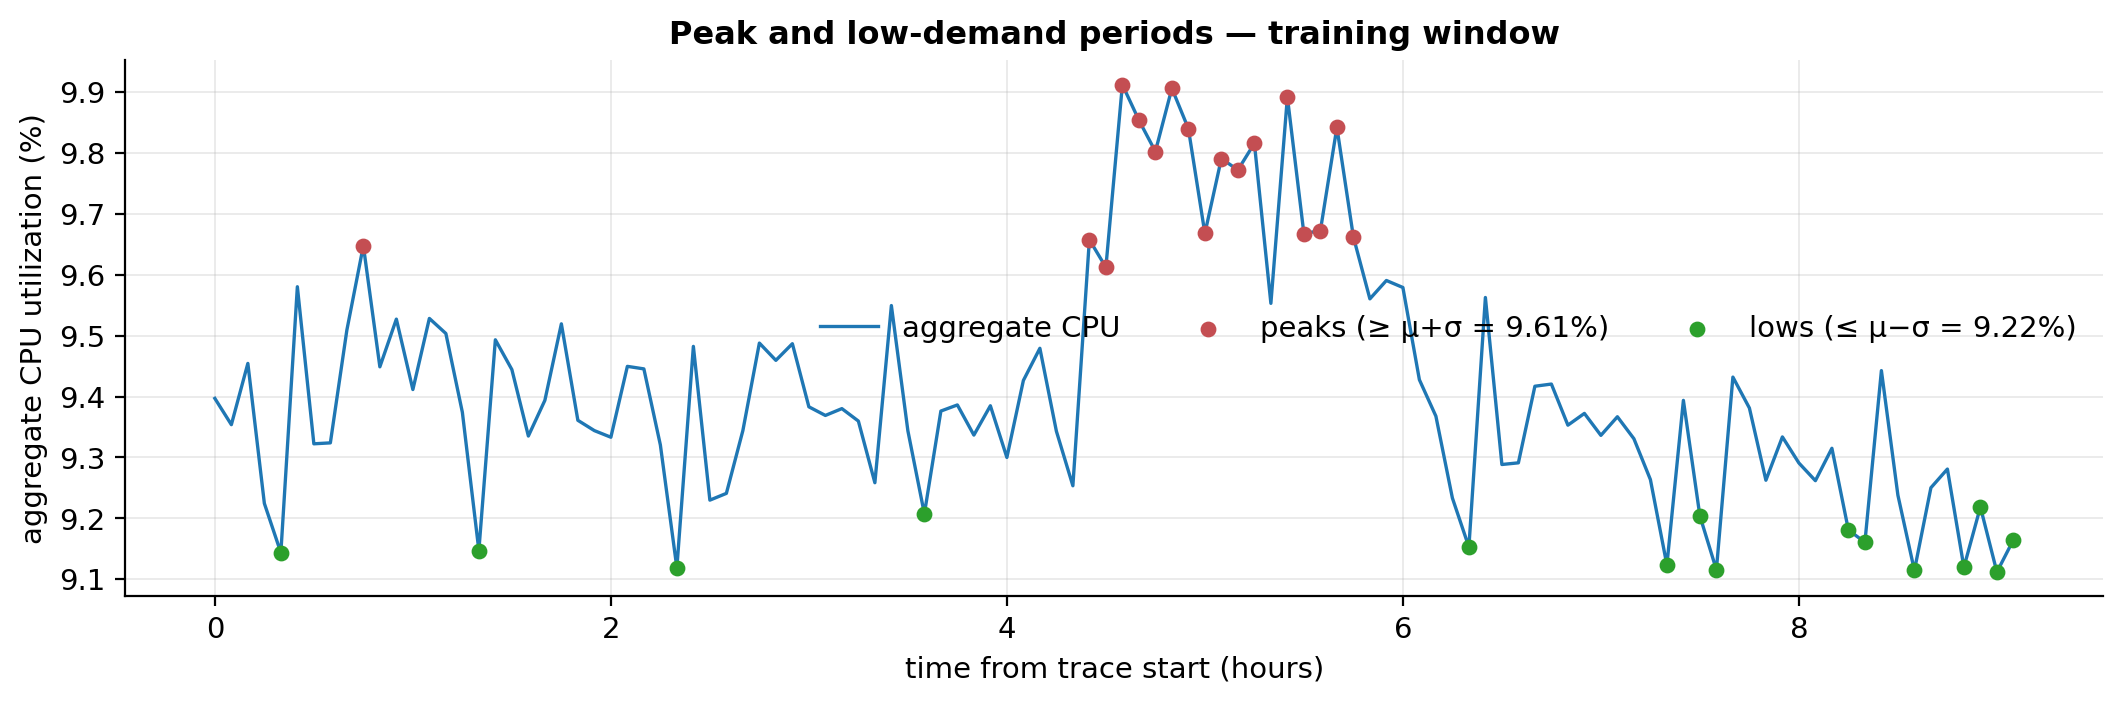 Peak and low-demand periods — training window
aggregate CPU utilization (%)
9.9
9.8
9.7
9.6
9.5
9.4
9.3
9.2
9.1
aggregate CPU
peaks (≥ μ+σ = 9.61%)
lows (≤ μ−σ = 9.22%)
0 2 4 6 8
time from trace start (hours)